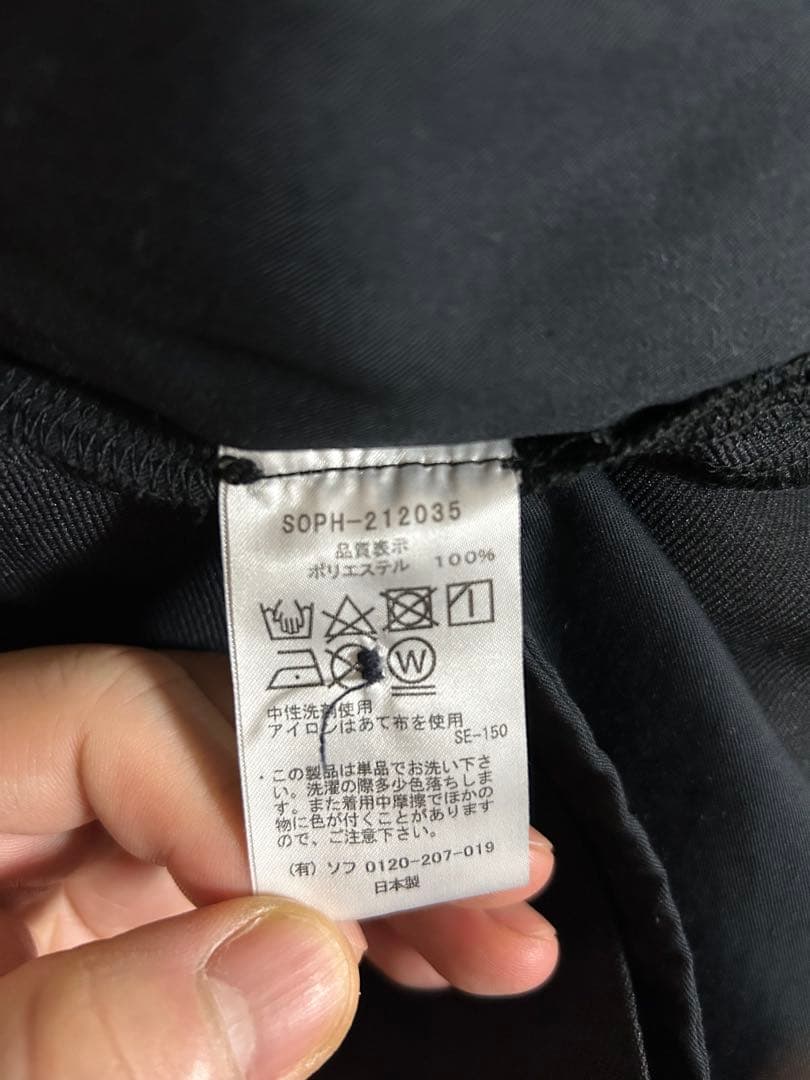 SOPH-212035
品質表示
ポリエステル 100%
W
中性洗剤使用
アイロンはあて布を使用
SE-150
・この製品は単品でお洗い下さ
い。洗濯の際多少色落ちしま
す。また着用中摩擦でほかの
物に色が付くことがあります
ので、ご注意下さい。
(有) ソフ 0120-207-019
日本製